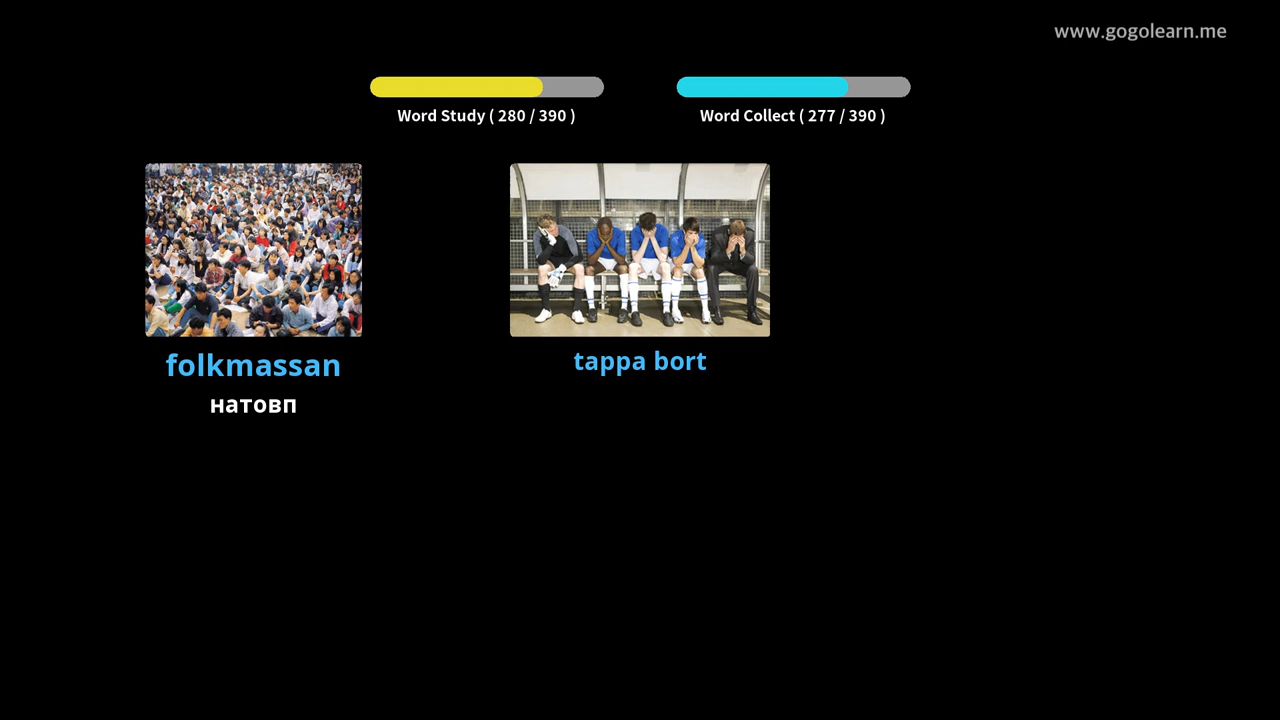 www.gogolearn.me
Word Study ( 280 / 390 )
Word Collect ( 277 / 390 )
folkmassan
натовп
tappa bort